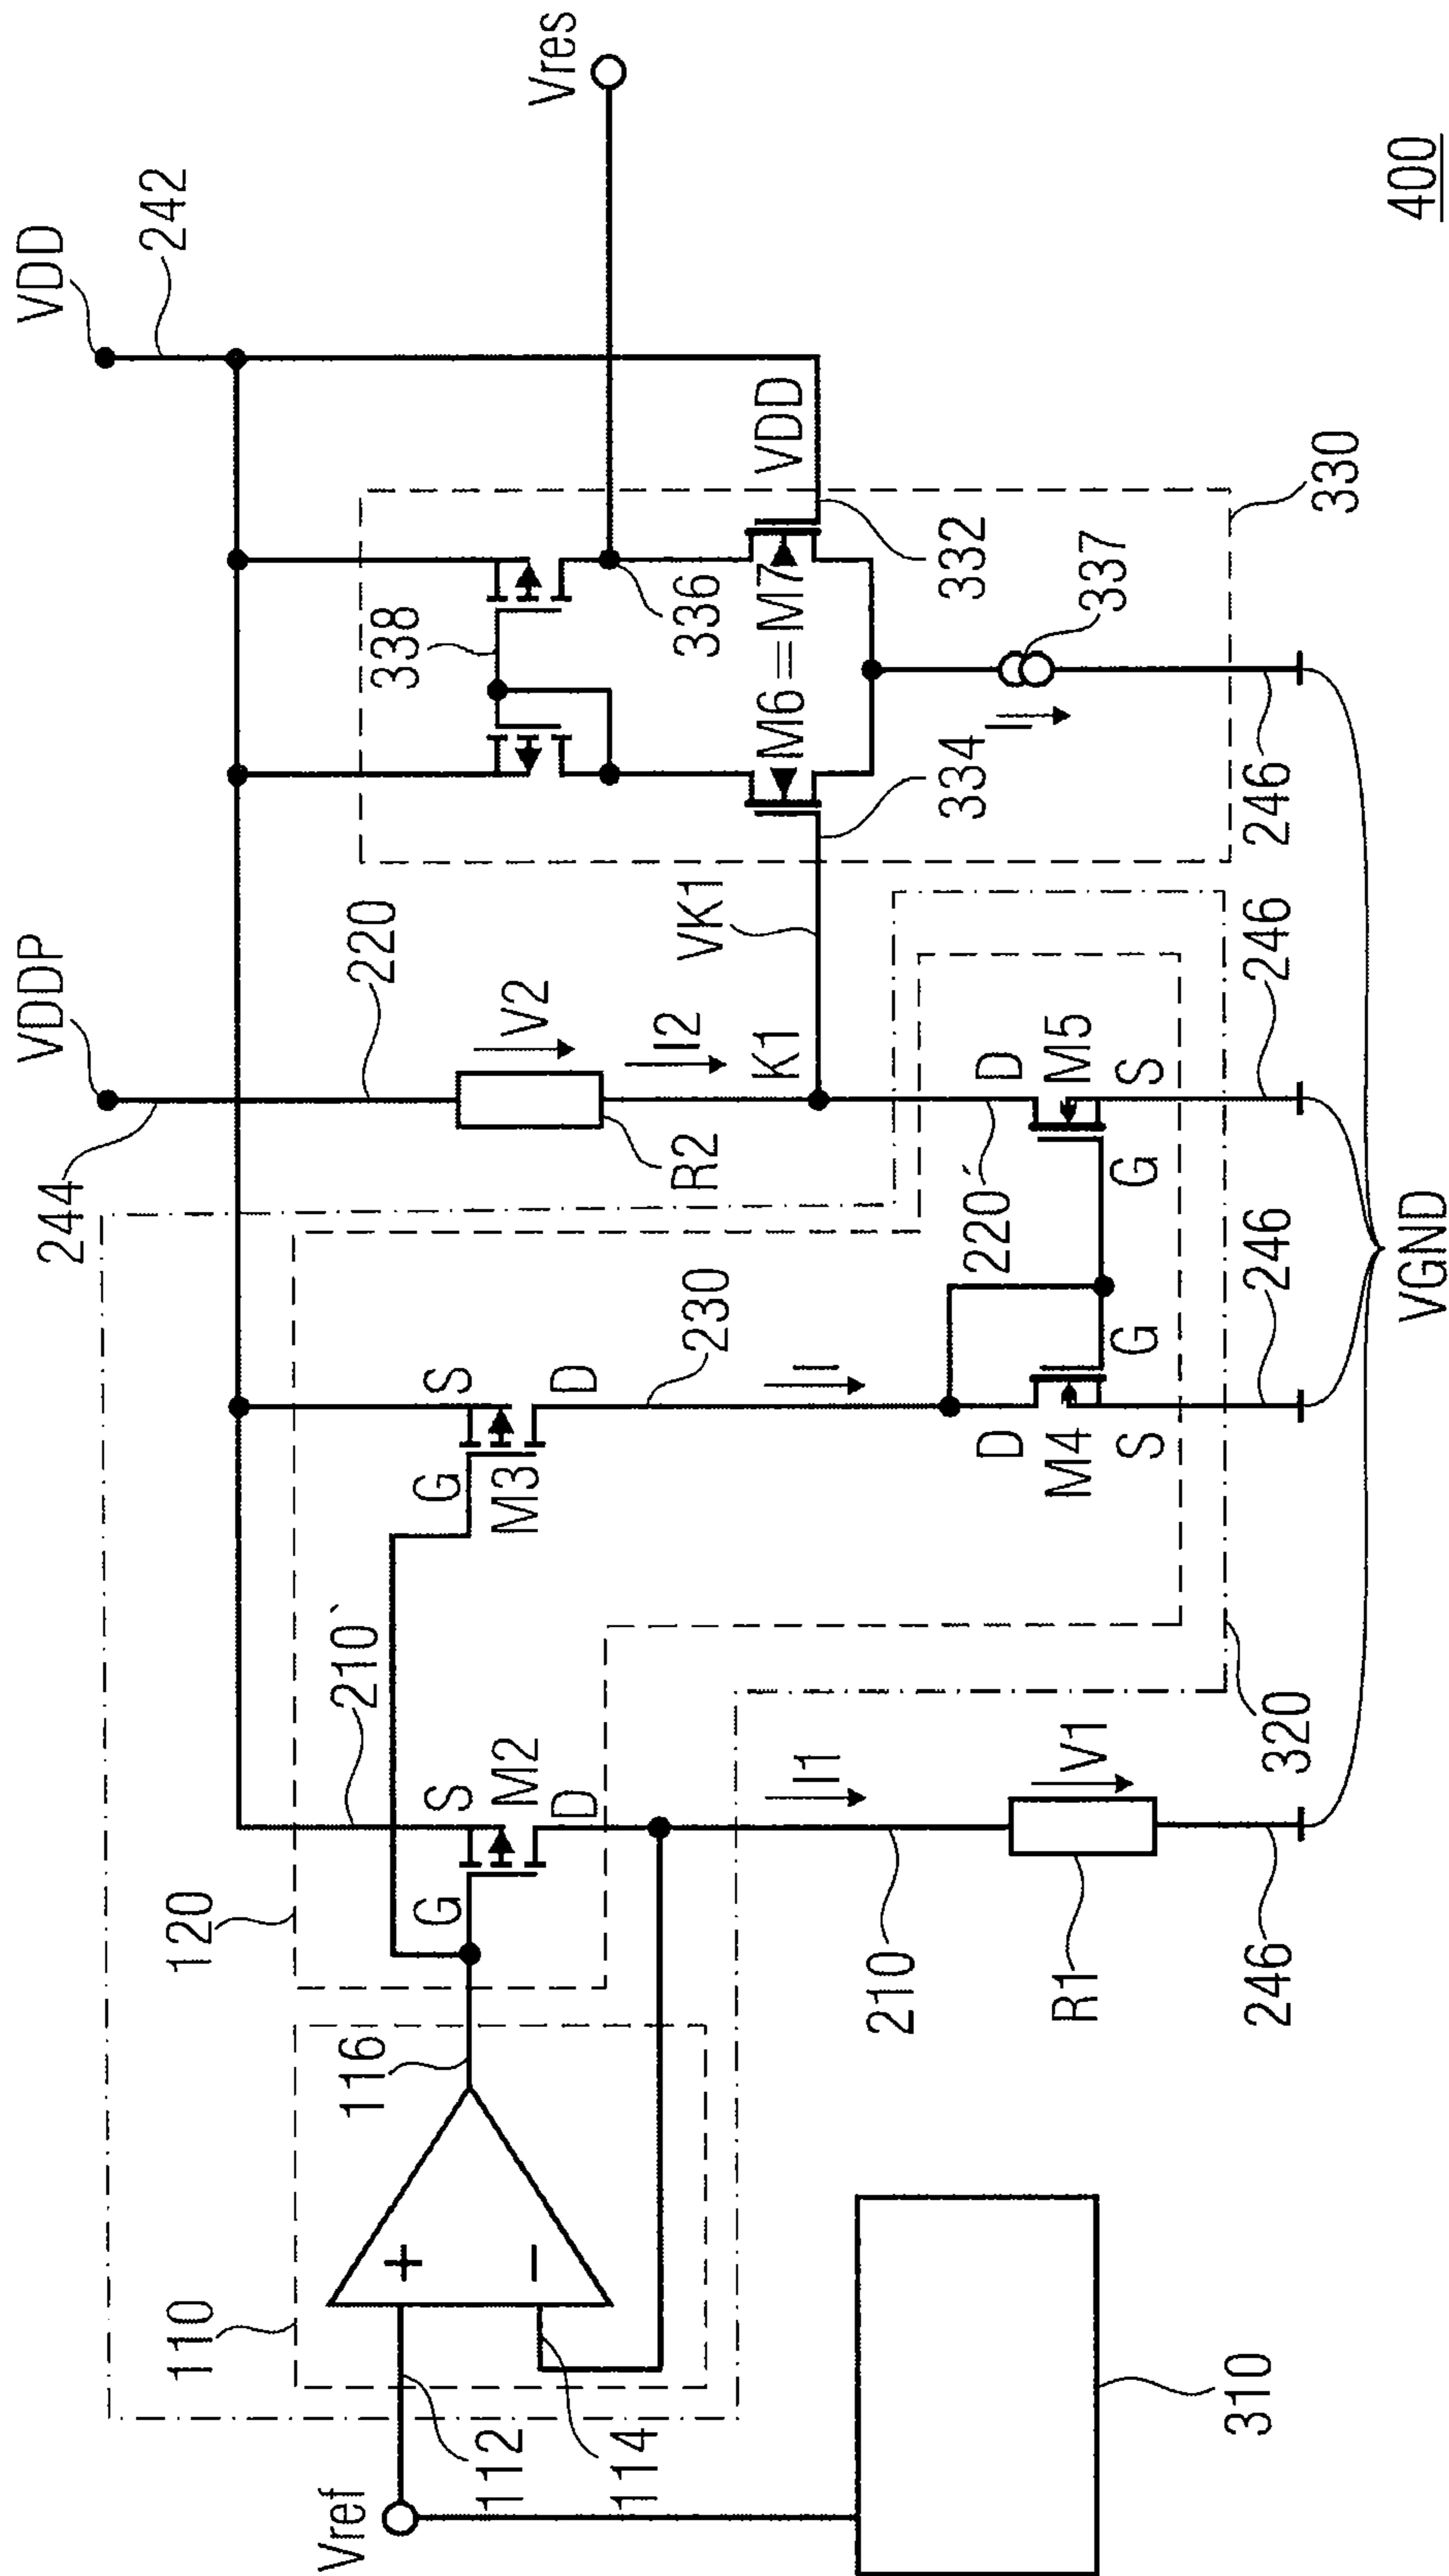 VDD
242
VDDP
244
220
Vres
338
336
V2
I2
R2
K1
VK1
334
M6=M7
332
VDD
I
337
330
246
120
210`
S
G
M2
D
S
G
M3
D
230
I
D
M4
G
S
220´
D
M5
G
S
246
246
110
116
+
−
112
114
Vref
310
210
I1
V1
R1
246
320
VGND
400